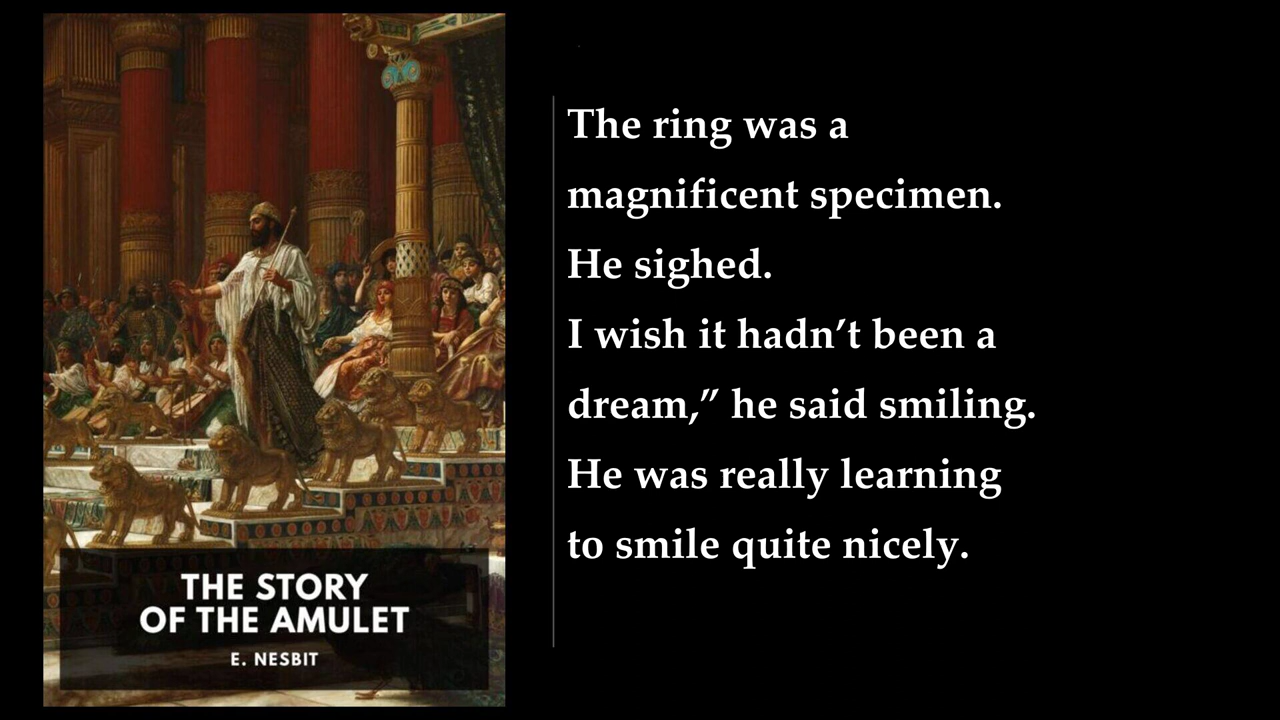 THE STORY
OF THE AMULET
E. NESBIT
The ring was a
magnificent specimen.
He sighed.
I wish it hadn’t been a
dream,” he said smiling.
He was really learning
to smile quite nicely.